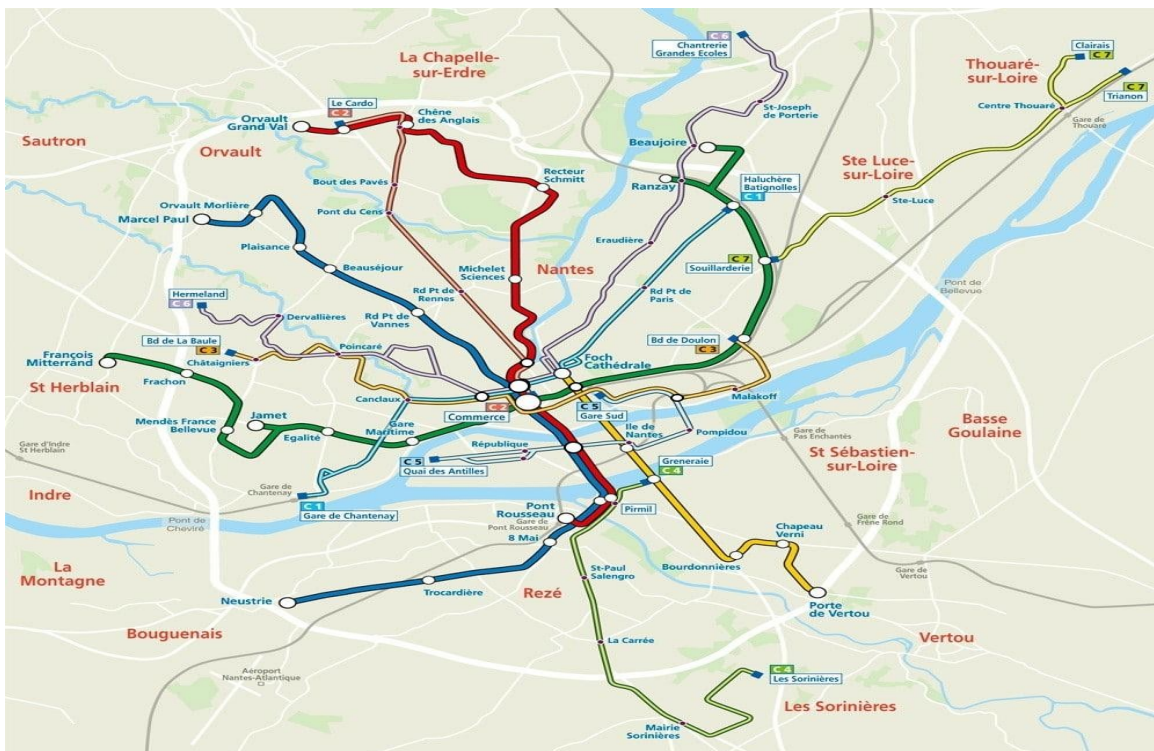 C 6
Chantrerie
Grandes Ecoles
La Chapelle-
sur-Erdre
Clairais
C 7
Thouaré-
sur-Loire
C 7
Trianon
Le Cardo
C 2
Orvault
Grand Val
Chêne
des Anglais
St-Joseph
de Porterie
Centre Thouaré
Gare de
Thouaré
Sautron
Orvault
Beaujoire
Ste Luce-
sur-Loire
Recteur
Schmitt
Ranzay
Haluchère
Batignolles
C 1
Bout des Pavés
Ste-Luce
Orvault Morlière
Marcel Paul
Pont du Cens
Plaisance
Eraudière
Souillarderie
C 7
Beauséjour
Michelet
Sciences
Nantes
Pont de
Bellevue
Hermeland
C 6
Rd Pt de
Rennes
Rd Pt de
Paris
Dervallières
Rd Pt de
Vannes
Bd de La Baule
C 3
Poincaré
Bd de Doulon
C 3
François
Mitterrand
Châtaigniers
Foch
Cathédrale
St Herblain
Frachon
Canclaux
C 2
Commerce
C 5
Gare Sud
Malakoff
Mendès France
Bellevue
Jamet
Egalité
Gare
Maritime
Ile de
Nantes
Pompidou
Basse
Goulaine
Gare d'Indre
St Herblain
République
Gare de
Pas Enchantés
C 5
Quai des Antilles
St Sébastien-
sur-Loire
Greneraie
C 4
Indre
Gare de
Chantenay
C 1
Gare de Chantenay
Pont
Rousseau
Gare de
Pont Rousseau
Pirmil
Pont de
Cheviré
8 Mai
Chapeau
Verni
Gare de
Frêne Rond
La
Montagne
St-Paul
Salengro
Bourdonnières
Gare de
Vertou
Trocardière
Rezé
Neustrie
Porte
de Vertou
Bouguenais
La Carrée
Vertou
Aéroport
Nantes-Atlantique
C 4
Les Sorinières
Les Sorinières
Mairie
Sorinières